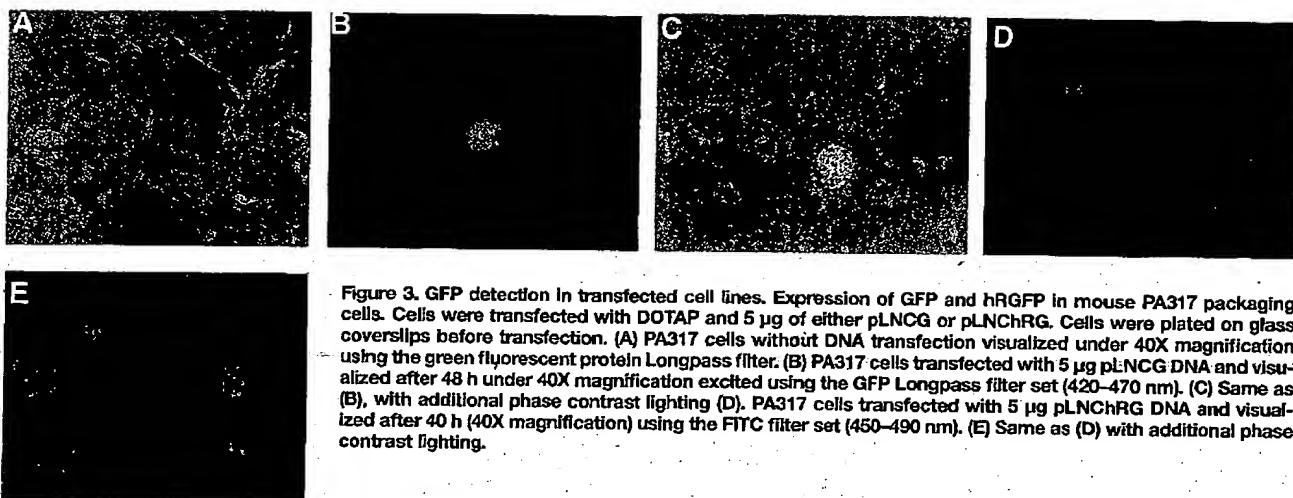 A
B
C
D
E
Figure 3. GFP detection in transfected cell lines. Expression of GFP and hRGFP in mouse PA317 packaging
cells. Cells were transfected with DOTAP and 5 µg of either pLNCG or pLNChRG. Cells were plated on glass
coverslips before transfection. (A) PA317 cells without DNA transfection visualized under 40X magnification
using the green fluorescent protein Longpass filter. (B) PA317 cells transfected with 5 µg pLNCG DNA and visu-
alized after 48 h under 40X magnification excited using the GFP Longpass filter set (420–470 nm). (C) Same as
(B), with additional phase contrast lighting (D). PA317 cells transfected with 5 µg pLNChRG DNA and visual-
ized after 40 h (40X magnification) using the FITC filter set (450–490 nm). (E) Same as (D) with additional phase
contrast lighting.